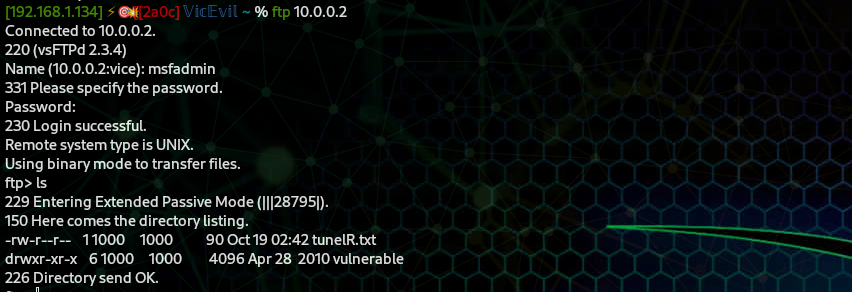 [192.168.1.134] ⚡🎯[[2a0c] 𝕍𝕚𝕔𝔼𝕧𝕚𝕝 ~ % ftp 10.0.0.2
Connected to 10.0.0.2.
220 (vsFTPd 2.3.4)
Name (10.0.0.2:vice): msfadmin
331 Please specify the password.
Password:
230 Login successful.
Remote system type is UNIX.
Using binary mode to transfer files.
ftp> ls
229 Entering Extended Passive Mode (|||28795|).
150 Here comes the directory listing.
-rw-r--r-- 1 1000 1000 90 Oct 19 02:42 tunelR.txt
drwxr-xr-x 6 1000 1000 4096 Apr 28 2010 vulnerable
226 Directory send OK.